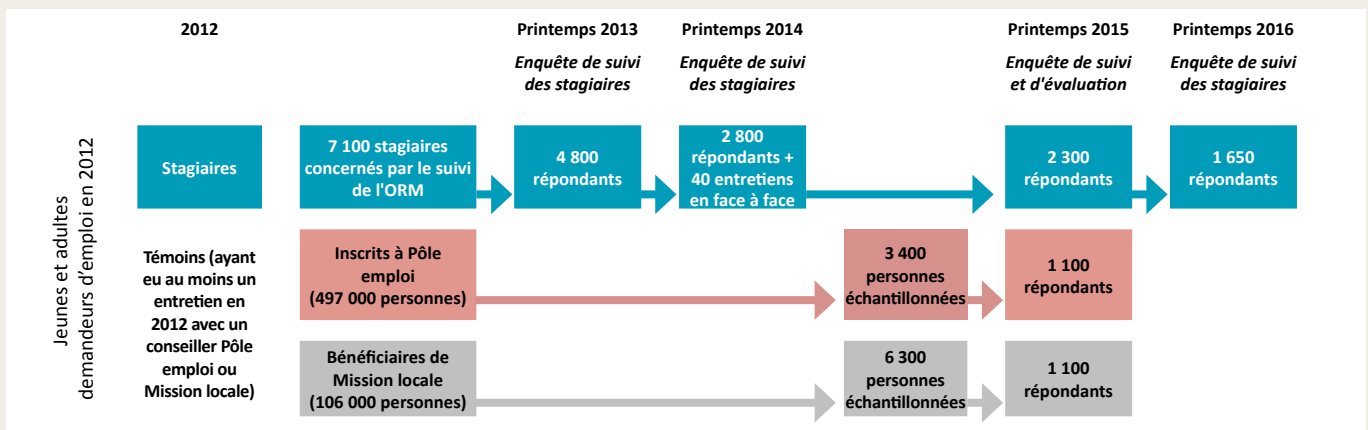 2012
Printemps 2013
Enquête de suivi
des stagiaires
Printemps 2014
Enquête de suivi
des stagiaires
Printemps 2015
Enquête de suivi
et d'évaluation
Printemps 2016
Enquête de suivi
des stagiaires
Jeunes et adultes
demandeurs d’emploi en 2012
Stagiaires
7 100 stagiaires
concernés par le suivi
de l'ORM
4 800
répondants
2 800
répondants +
40 entretiens
en face à face
2 300
répondants
1 650
répondants
Témoins (ayant
eu au moins un
entretien en
2012 avec un
conseiller Pôle
emploi ou
Mission locale)
Inscrits à Pôle
emploi
(497 000 personnes)
3 400
personnes
échantillonnées
1 100
répondants
Bénéficiaires de
Mission locale
(106 000 personnes)
6 300
personnes
échantillonnées
1 100
répondants